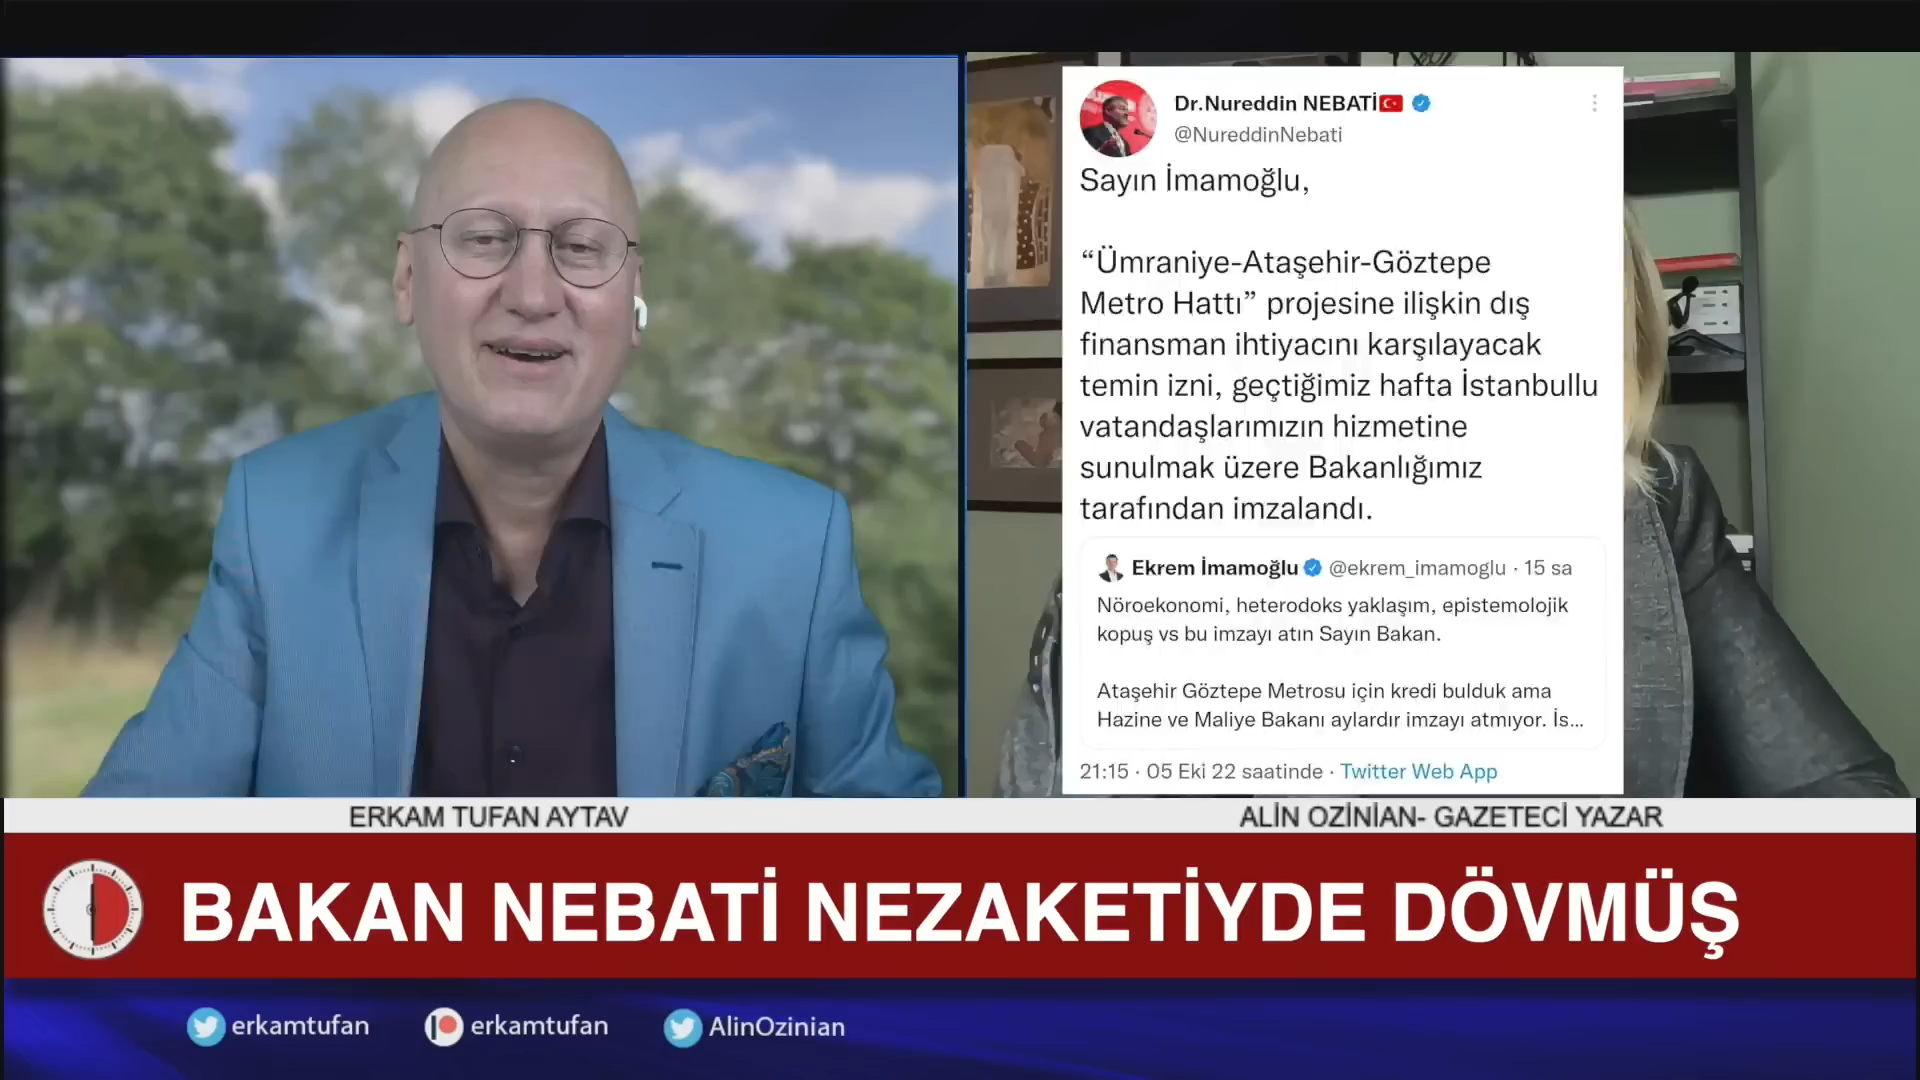 Dr.Nureddin NEBATİ
@NureddinNebati
Sayın İmamoğlu,
“Ümraniye-Ataşehir-Göztepe
Metro Hattı” projesine ilişkin dış
finansman ihtiyacını karşılayacak
temin izni, geçtiğimiz hafta İstanbullu
vatandaşlarımızın hizmetine
sunulmak üzere Bakanlığımız
tarafından imzalandı.
Ekrem İmamoğlu @ekrem_imamoglu · 15 sa
Nöroekonomi, heterodoks yaklaşım, epistemolojik
kopuş vs bu imzayı atın Sayın Bakan.
Ataşehir Göztepe Metrosu için kredi bulduk ama
Hazine ve Maliye Bakanı aylardır imzayı atmıyor. İs...
21:15 · 05 Eki 22 saatinde · Twitter Web App
ERKAM TUFAN AYTAV
ALİN OZİNİAN- GAZETECİ YAZAR
BAKAN NEBATİ NEZAKETİYDE DÖVMÜŞ
erkamtufan
erkamtufan
AlinOzinian